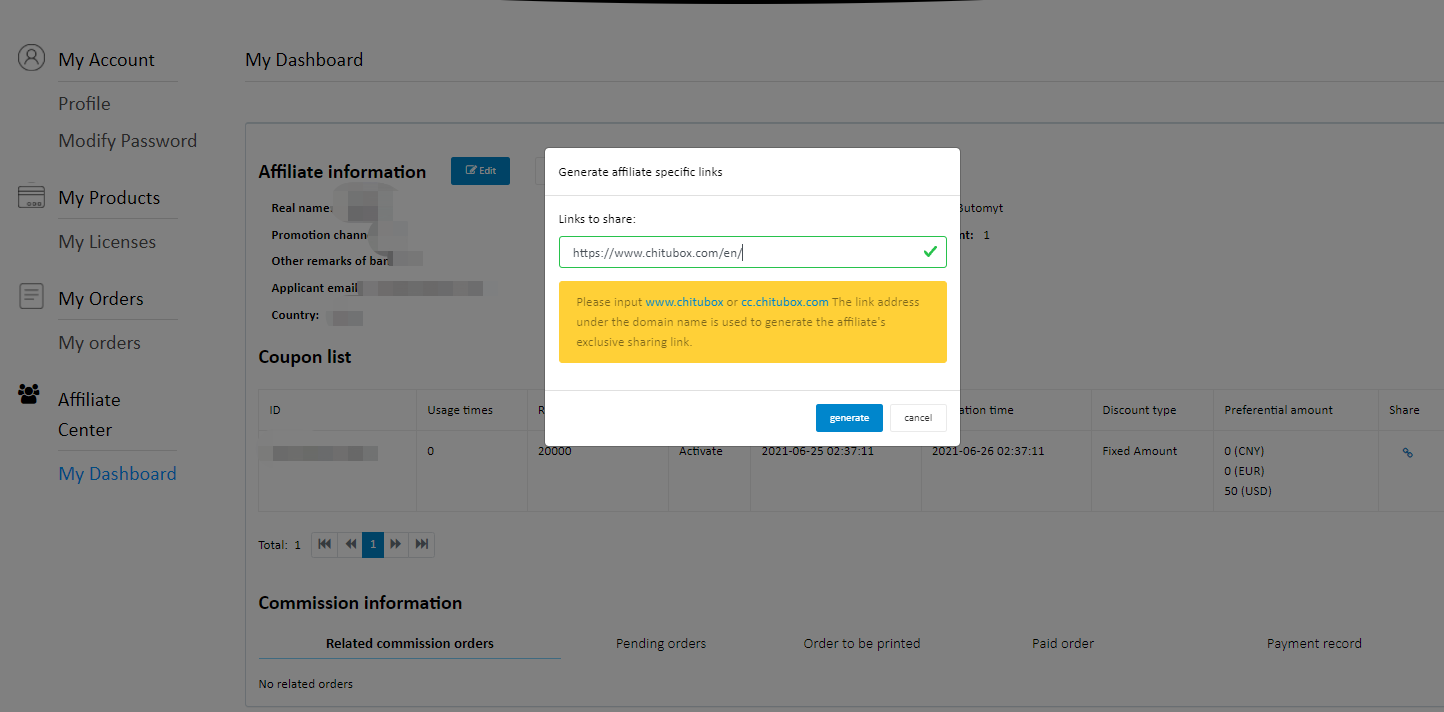 My Account
Profile
Modify Password
My Products
My Licenses
My Orders
My orders
Affiliate
Center
My Dashboard
My Dashboard
Affiliate information
Edit
Real name:
Promotion chann
Other remarks of bar
Applicant email
Country:
Butomyt
nt: 1
Generate affiliate specific links
Links to share:
https://www.chitubox.com/en/
Please input www.chitubox or cc.chitubox.com The link address
under the domain name is used to generate the affiliate's
exclusive sharing link.
generate cancel
Coupon list
ID Usage times R ation time Discount type Preferential amount Share
0 20000 Activate 2021-06-25 02:37:11 2021-06-26 02:37:11 Fixed Amount 0 (CNY)
0 (EUR)
50 (USD)
Total: 1 1
Commission information
Related commission orders Pending orders Order to be printed Paid order Payment record
No related orders